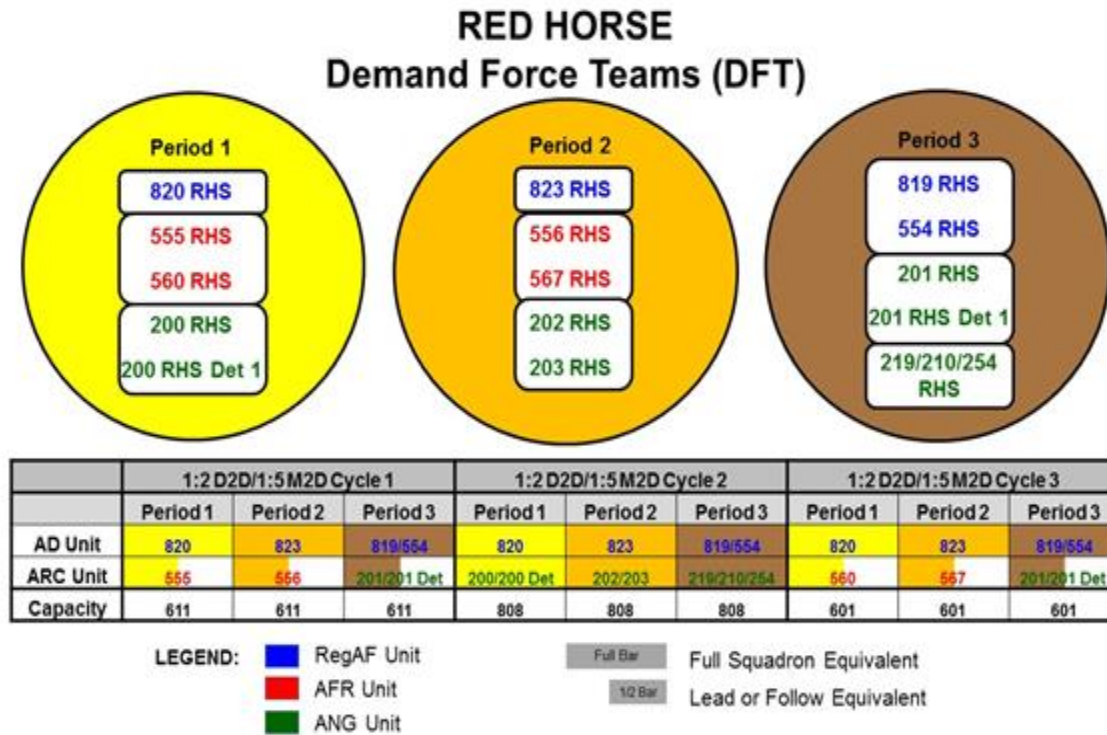 RED HORSE
Demand Force Teams (DFT)
Period 1
820 RHS
555 RHS
560 RHS
200 RHS
200 RHS Det 1
Period 2
823 RHS
556 RHS
567 RHS
202 RHS
203 RHS
Period 3
819 RHS
554 RHS
201 RHS
201 RHS Det 1
219/210/254
RHS
1:2 D2D/1:5 M2D Cycle 1 1:2 D2D/1:5 M2D Cycle 2 1:2 D2D/1:5 M2D Cycle 3
Period 1 Period 2 Period 3 Period 1 Period 2 Period 3 Period 1 Period 2 Period 3
AD Unit 820 823 819/554 820 823 819/554 820 823 819/554
ARC Unit 555 556 201/201 Det 200/200 Det 202/203 219/210/254 560 567 201/201 Det
Capacity 611 611 611 808 808 808 601 601 601
LEGEND:
RegAF Unit
AFR Unit
ANG Unit
Full Bar Full Squadron Equivalent
1/2 Bar Lead or Follow Equivalent